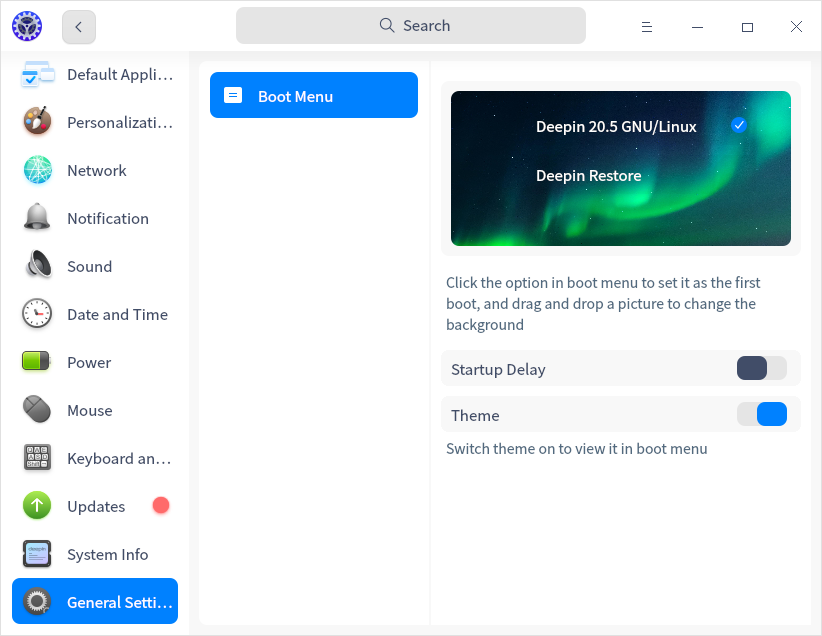 Search
Default Appli...
Personalizati...
Network
Notification
Sound
Date and Time
Power
Mouse
Keyboard an...
Updates
System Info
General Setti...
Boot Menu
Deepin 20.5 GNU/Linux
Deepin Restore
Click the option in boot menu to set it as the first
boot, and drag and drop a picture to change the
background
Startup Delay
Theme
Switch theme on to view it in boot menu